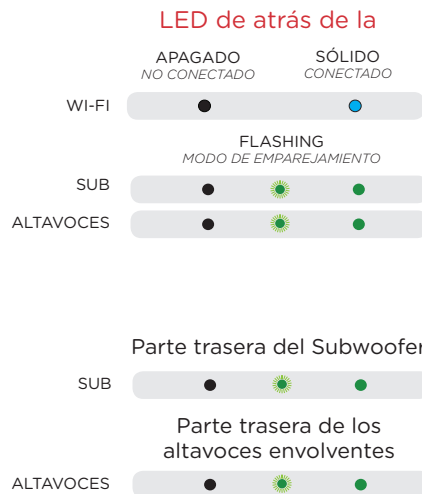 LED de atrás de la
APAGADO SÓLIDO
NO CONECTADO CONECTADO
WI-FI
FLASHING
MODO DE EMPAREJAMIENTO
SUB
ALTAVOCES
Parte trasera del Subwoofer
SUB
Parte trasera de los
altavoces envolventes
ALTAVOCES